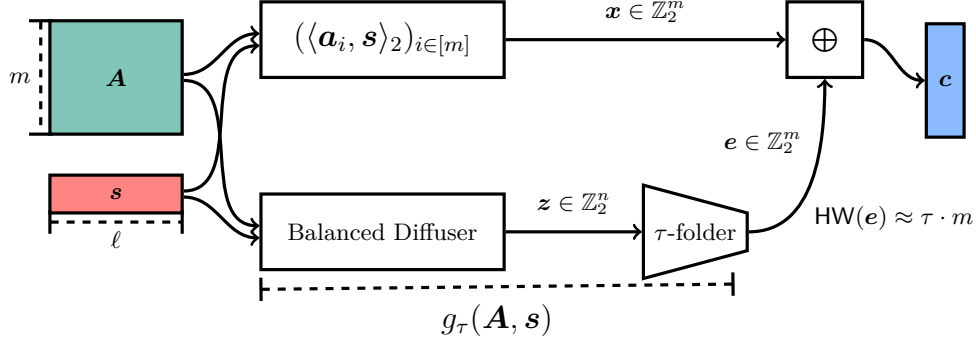 m
A
(⟨a_i, s⟩_2)_{i∈[m]}
x ∈ ℤ_2^m
⊕
c
e ∈ ℤ_2^m
s
ℓ
Balanced Diffuser
z ∈ ℤ_2^n
τ-folder
HW(e) ≈ τ · m
g_τ(A, s)